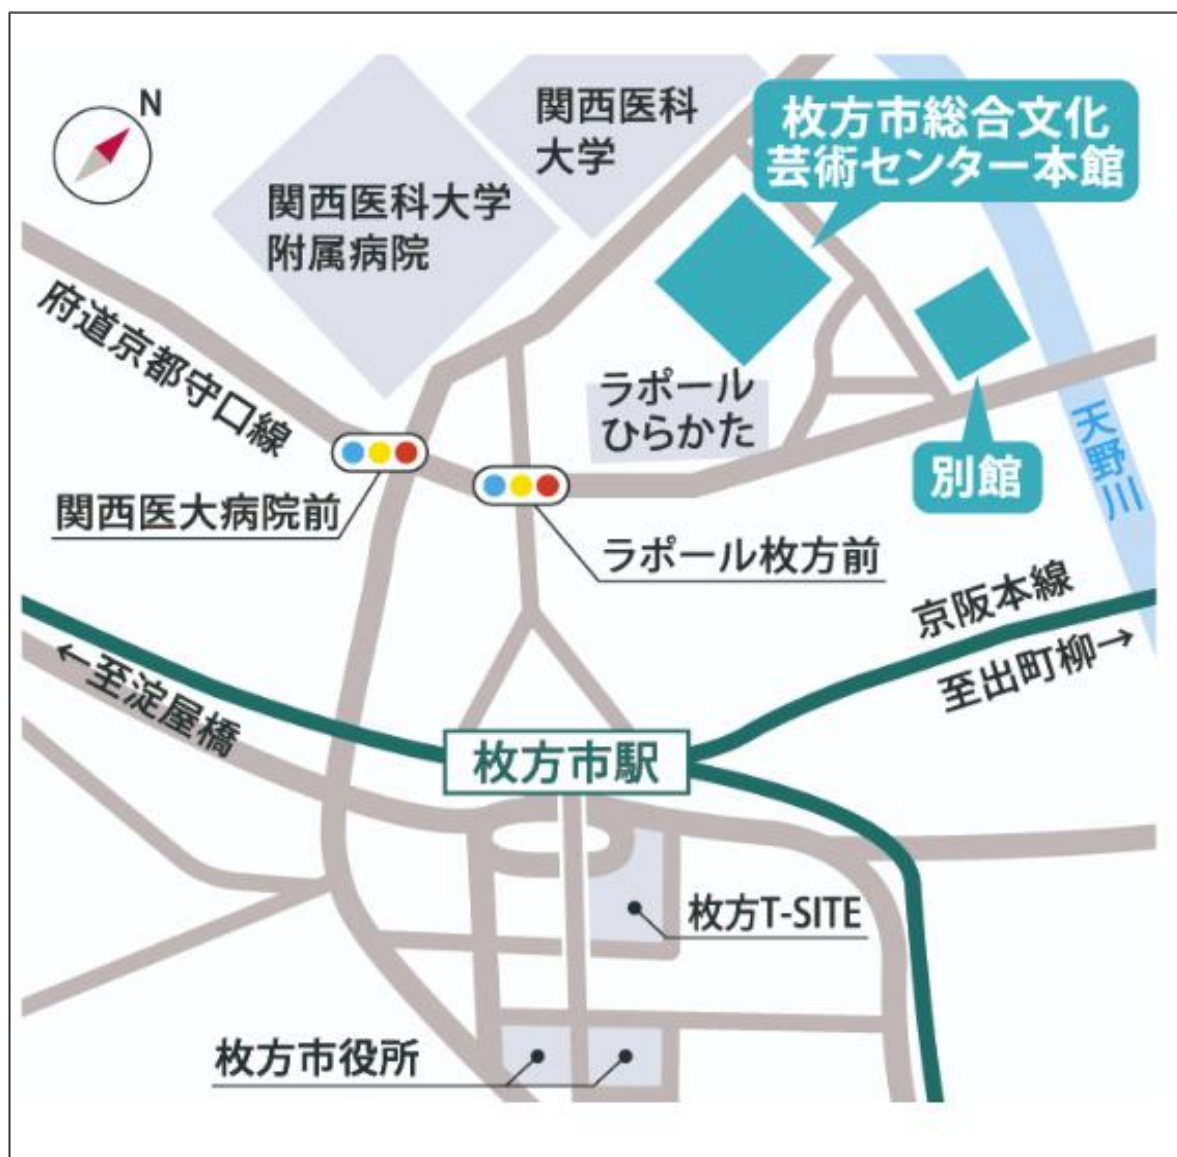 N
関西医科
大学
枚方市総合文化
芸術センター本館
関西医科大学
附属病院
府道京都守口線
ラポール
ひらかた
別館
天野川
関西医大病院前
ラポール枚方前
京阪本線
至出町柳→
←至淀屋橋
枚方市駅
枚方T-SITE
枚方市役所